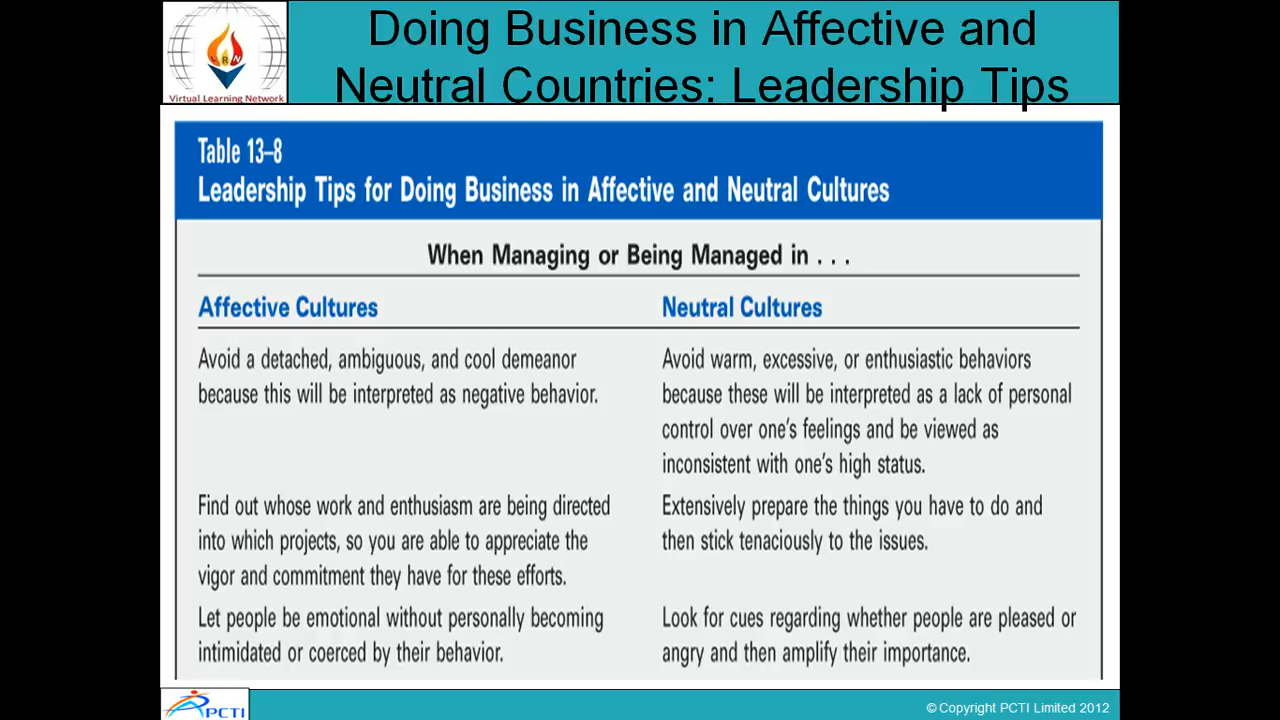 Doing Business in Affective and
Neutral Countries: Leadership Tips
LRN
Virtual Learning Network
Table 13–8
Leadership Tips for Doing Business in Affective and Neutral Cultures
When Managing or Being Managed in . . .
Affective Cultures
Neutral Cultures
Avoid a detached, ambiguous, and cool demeanor
because this will be interpreted as negative behavior.
Avoid warm, excessive, or enthusiastic behaviors
because these will be interpreted as a lack of personal
control over one's feelings and be viewed as
inconsistent with one's high status.
Find out whose work and enthusiasm are being directed
into which projects, so you are able to appreciate the
vigor and commitment they have for these efforts.
Extensively prepare the things you have to do and
then stick tenaciously to the issues.
Let people be emotional without personally becoming
intimidated or coerced by their behavior.
Look for cues regarding whether people are pleased or
angry and then amplify their importance.
PCTI
© Copyright PCTI Limited 2012